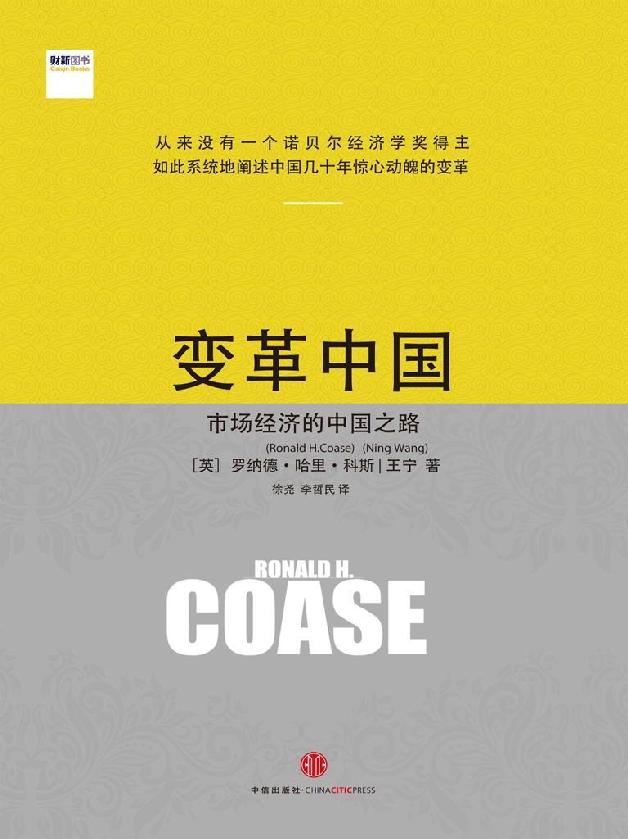 财新图书
Caixin Books
从来没有一个诺贝尔经济学奖得主
如此系统地阐述中国几十年惊心动魄的变革
变革中国
市场经济的中国之路
(Ronald H.Coase) (Ning Wang)
[英] 罗纳德·哈里·科斯|王宁 著
徐尧 李哲民 译
RONALD H.
COASE
中信出版社·CHINACITICPRESS